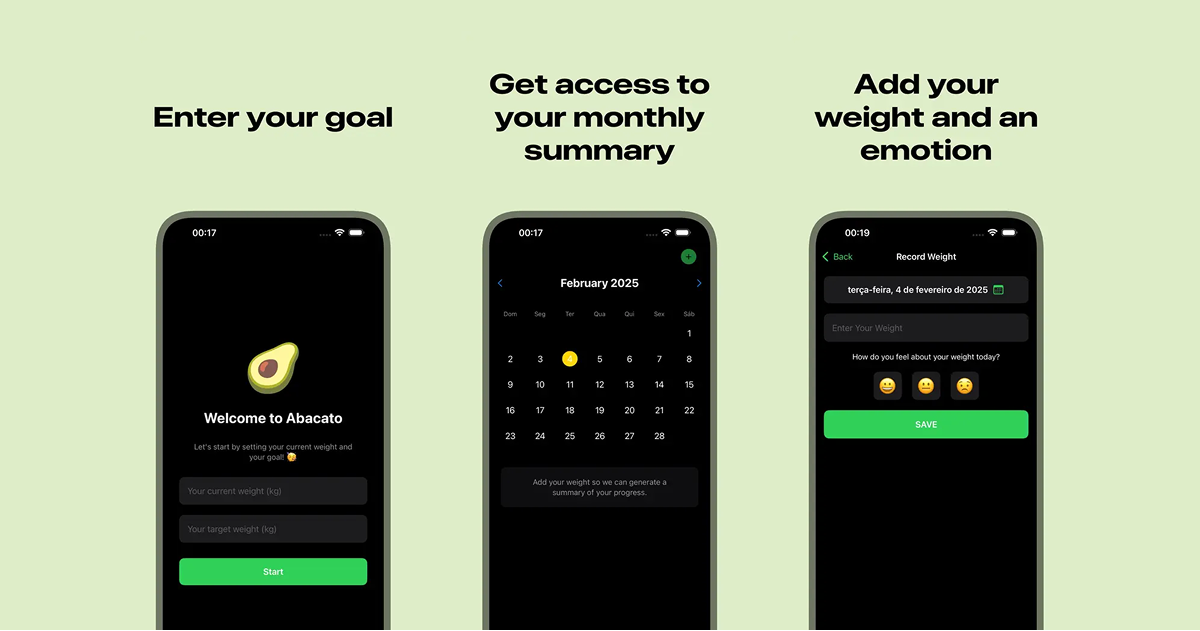 Enter your goal
00:17
Welcome to Abacato
Let's start by setting your current weight and
your goal! 🥳
Your current weight (kg)
Your target weight (kg)
Start
Get access to
your monthly
summary
00:17
February 2025
Dom Seg Ter Qua Qui Sex Sáb
1
2 3 4 5 6 7 8
9 10 11 12 13 14 15
16 17 18 19 20 21 22
23 24 25 26 27 28
Add your weight so we can generate a
summary of your progress.
Add your
weight and an
emotion
00:19
Back Record Weight
terça-feira, 4 de fevereiro de 2025
Enter Your Weight
How do you feel about your weight today?
😀 😐 😟
SAVE